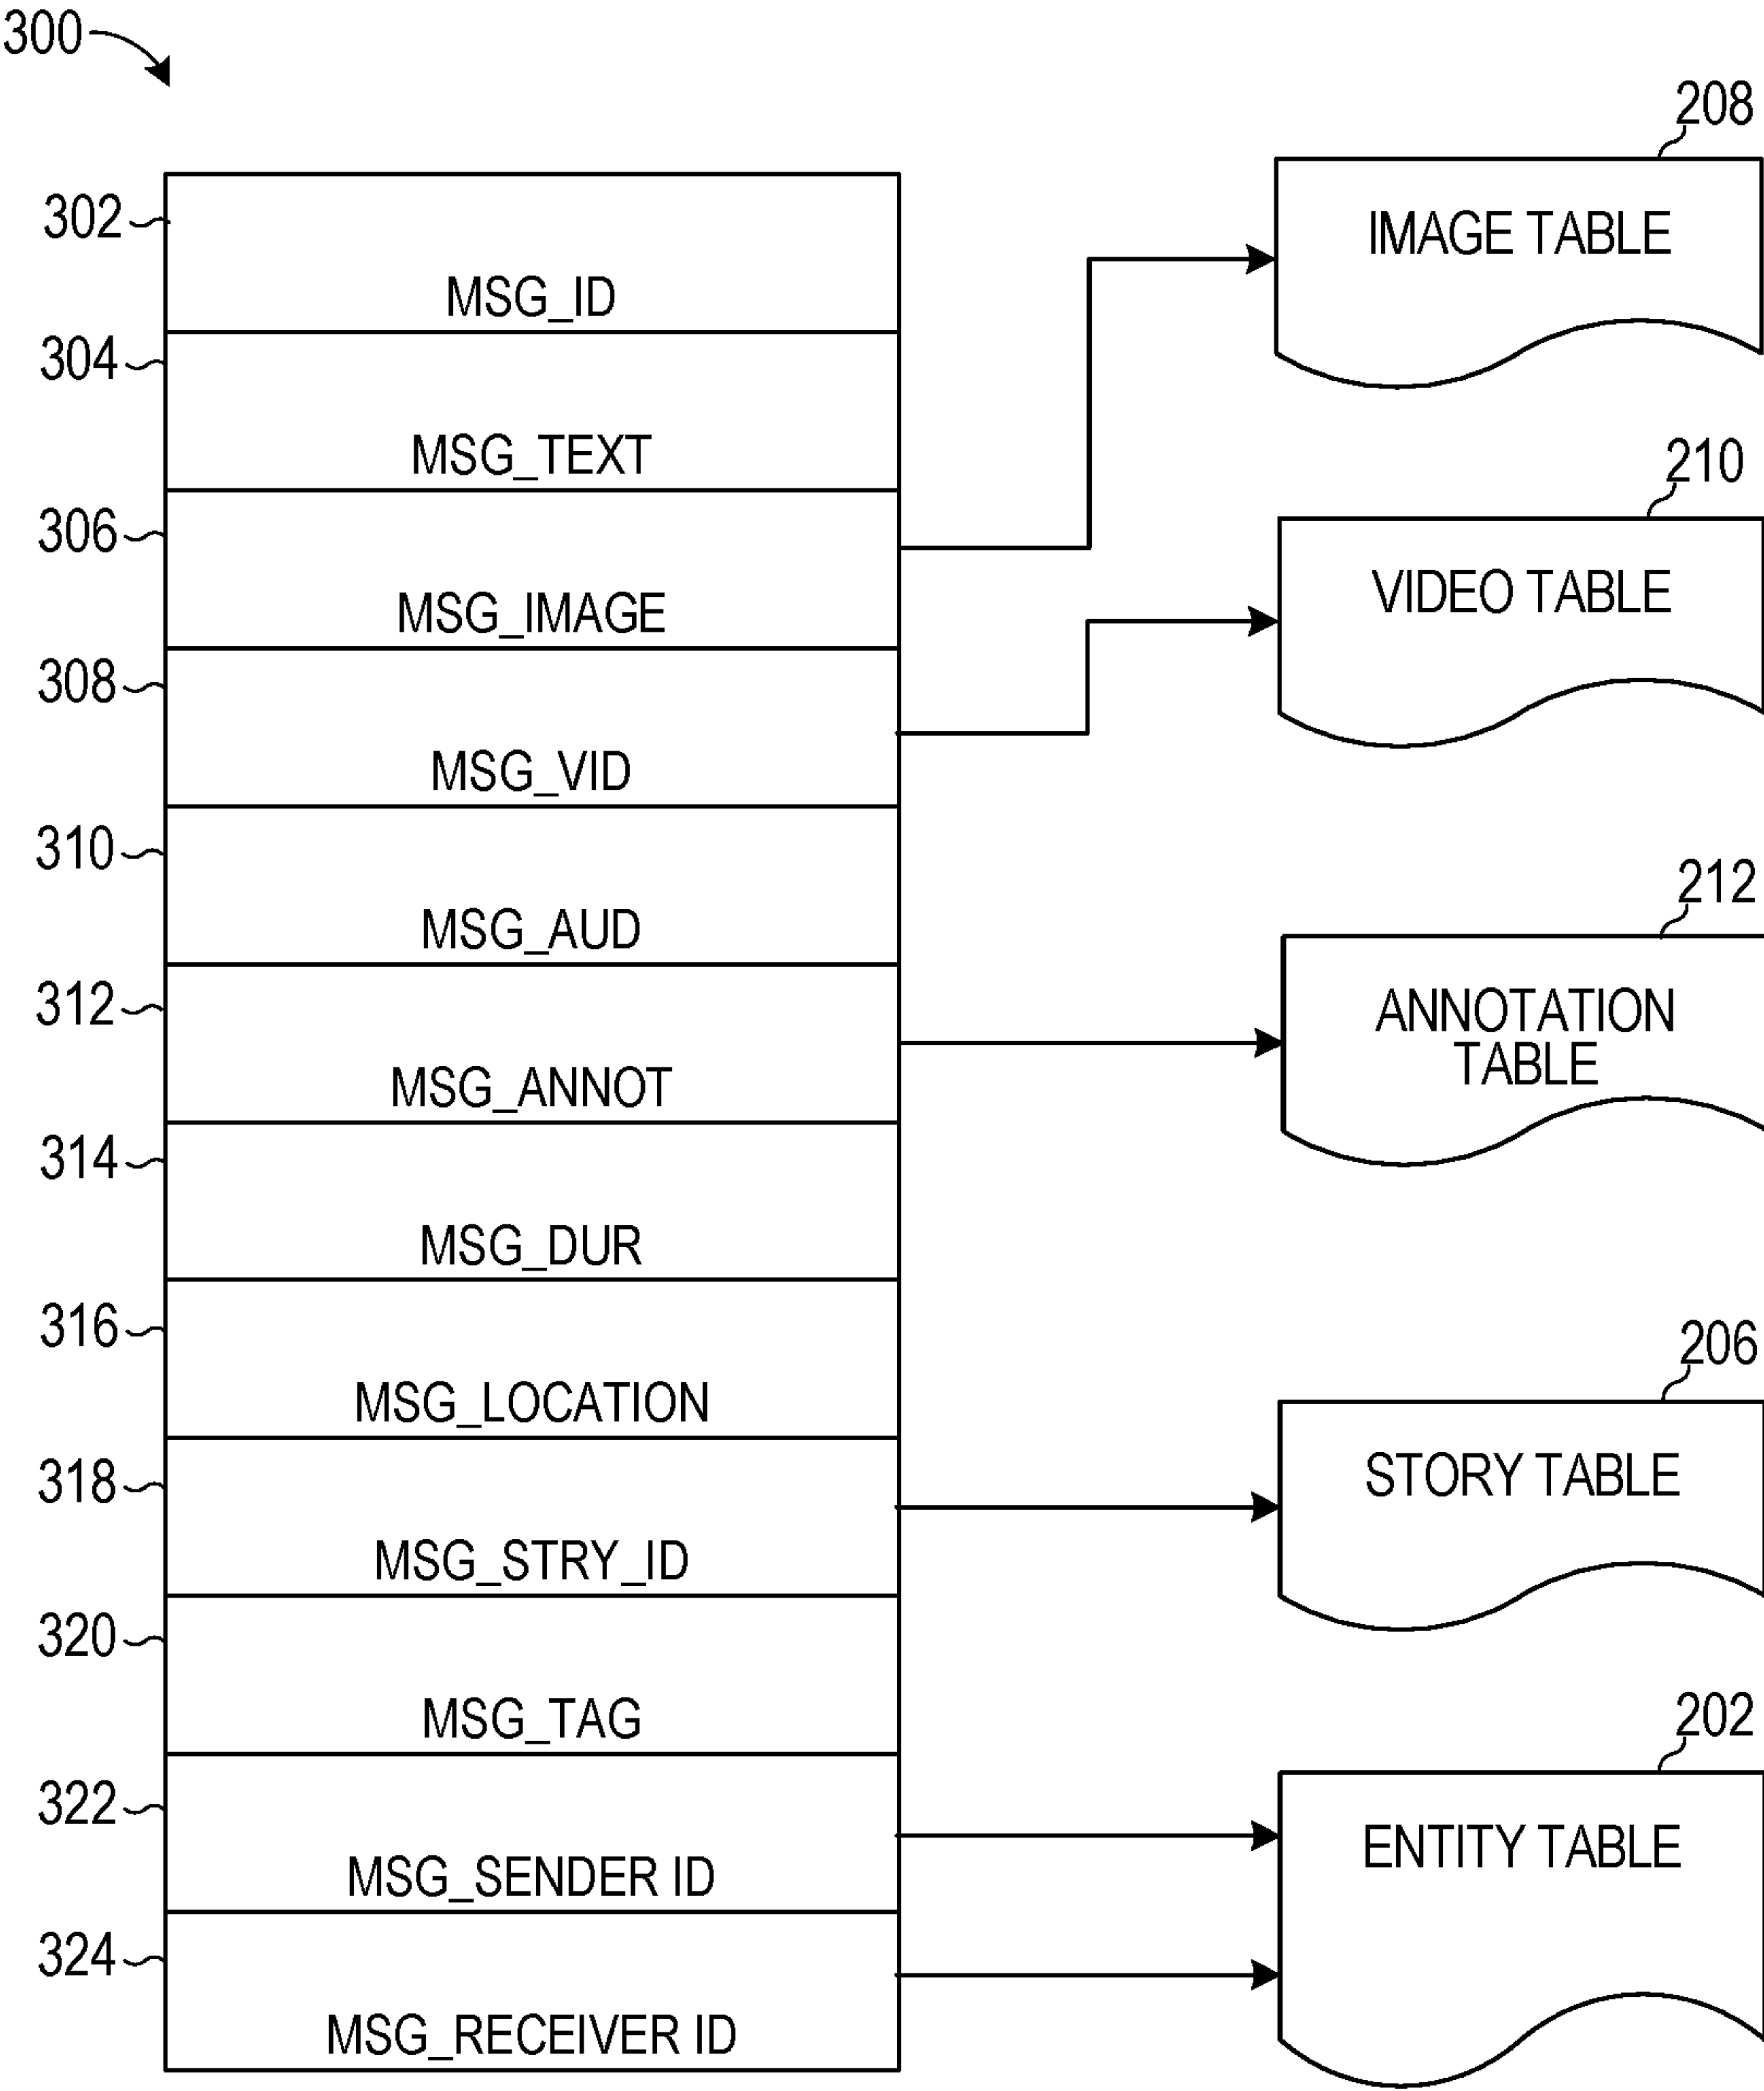 300
302
MSG_ID
304
MSG_TEXT
306
MSG_IMAGE
308
MSG_VID
310
MSG_AUD
312
MSG_ANNOT
314
MSG_DUR
316
MSG_LOCATION
318
MSG_STRY_ID
320
MSG_TAG
322
MSG_SENDER ID
324
MSG_RECEIVER ID
208
IMAGE TABLE
210
VIDEO TABLE
212
ANNOTATION
TABLE
206
STORY TABLE
202
ENTITY TABLE